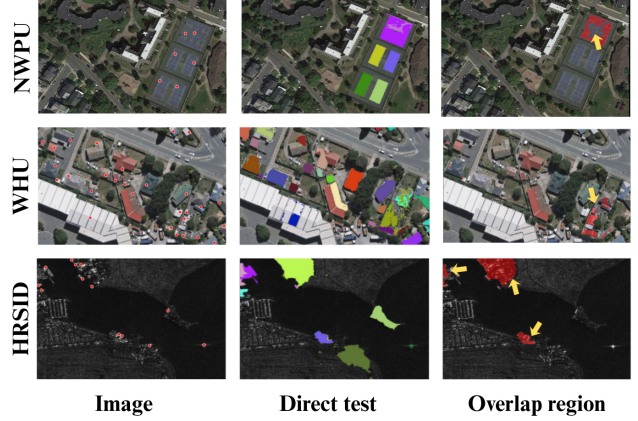 NWPU
WHU
HRSID
Image
Direct test
Overlap region